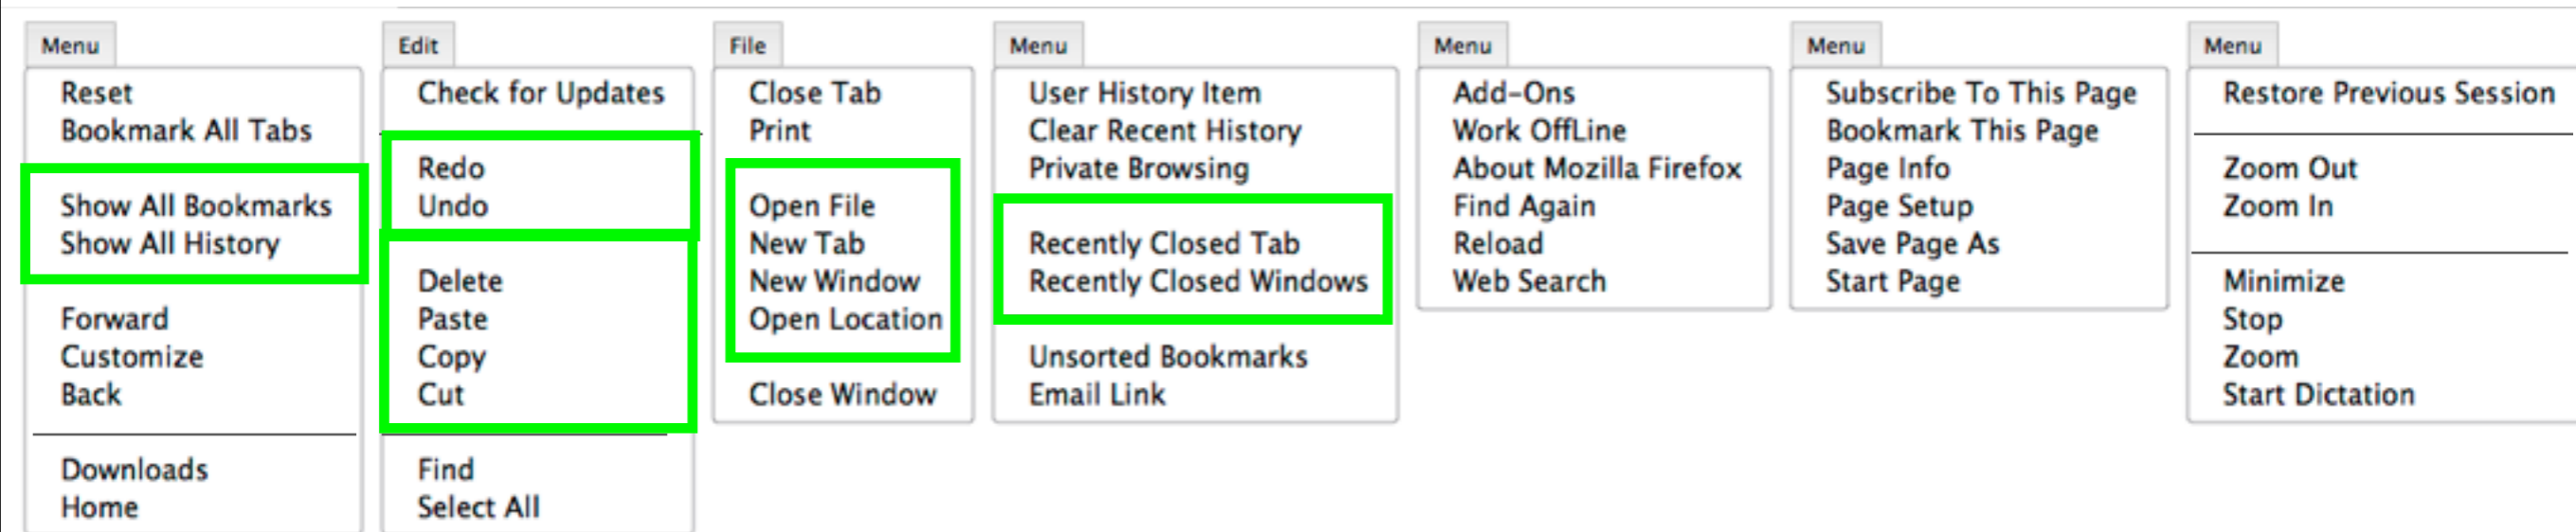 Menu
Reset
Bookmark All Tabs
Show All Bookmarks
Show All History
Forward
Customize
Back
Downloads
Home
Edit
Check for Updates
Redo
Undo
Delete
Paste
Copy
Cut
Find
Select All
File
Close Tab
Print
Open File
New Tab
New Window
Open Location
Close Window
Menu
User History Item
Clear Recent History
Private Browsing
Recently Closed Tab
Recently Closed Windows
Unsorted Bookmarks
Email Link
Menu
Add-Ons
Work OffLine
About Mozilla Firefox
Find Again
Reload
Web Search
Menu
Subscribe To This Page
Bookmark This Page
Page Info
Page Setup
Save Page As
Start Page
Menu
Restore Previous Session
Zoom Out
Zoom In
Minimize
Stop
Zoom
Start Dictation